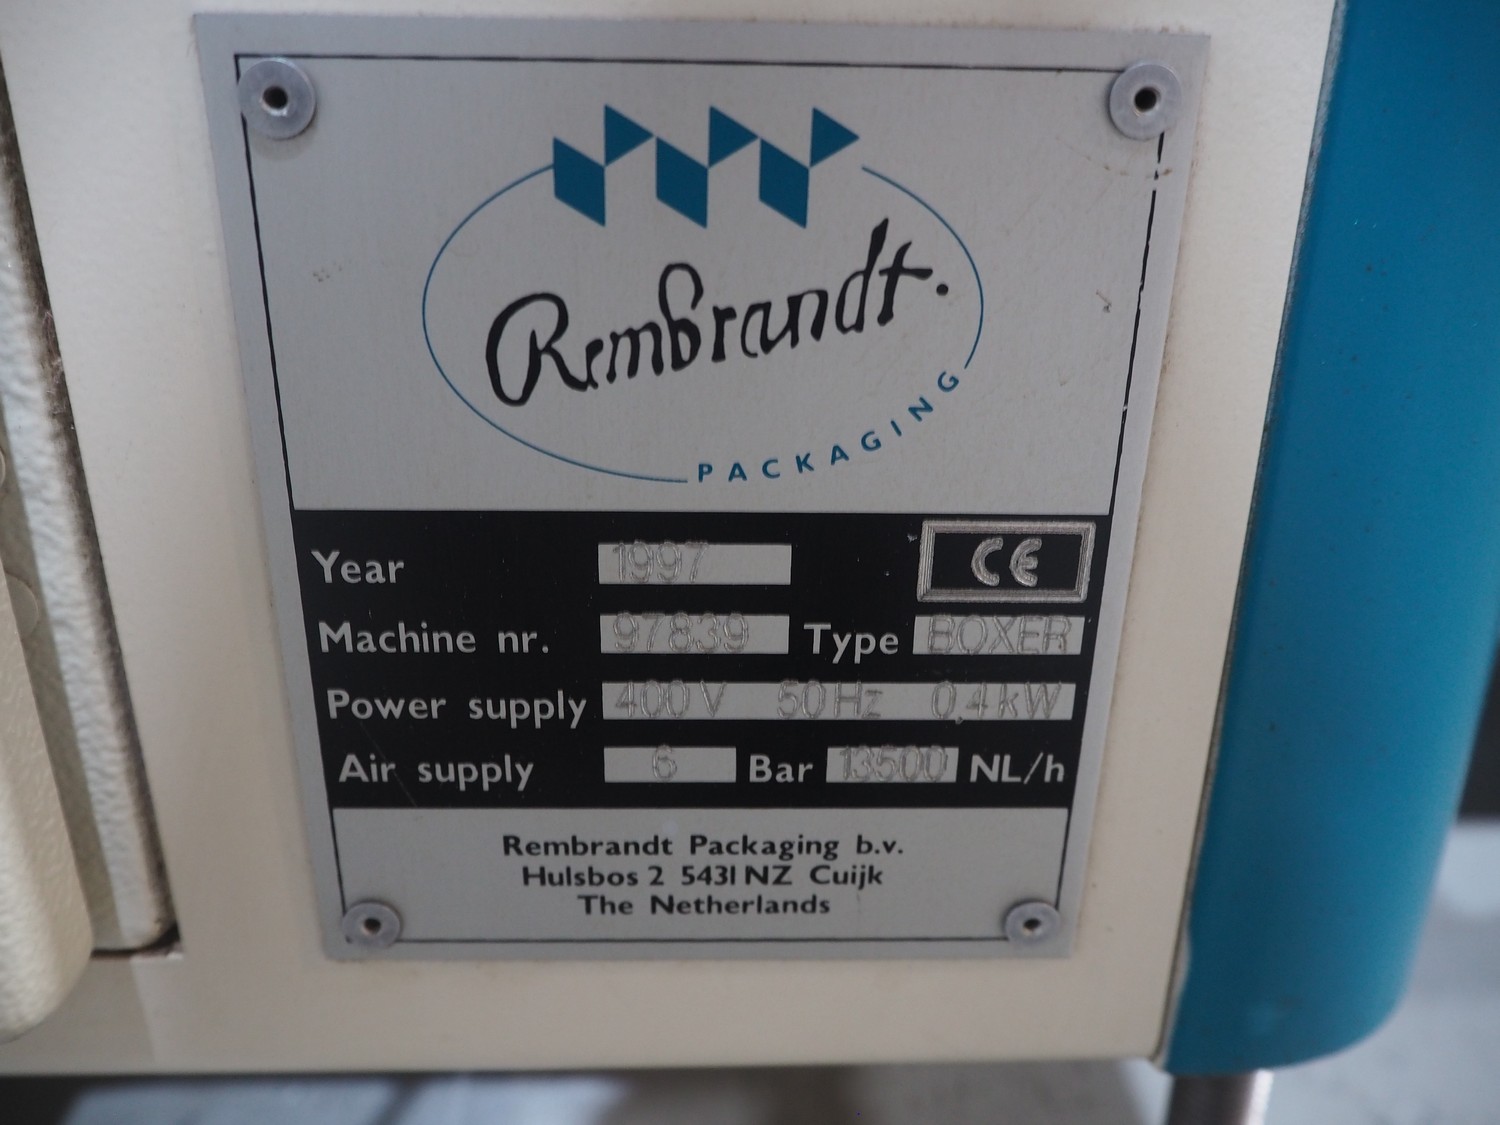 Rembrandt.
PACKAGING
Year 1997 CE
Machine nr. 97839 Type BOXER
Power supply 400V 50Hz 0,4kW
Air supply 6 Bar 13500 NL/h
Rembrandt Packaging b.v.
Hulsbos 2 5431 NZ Cuijk
The Netherlands